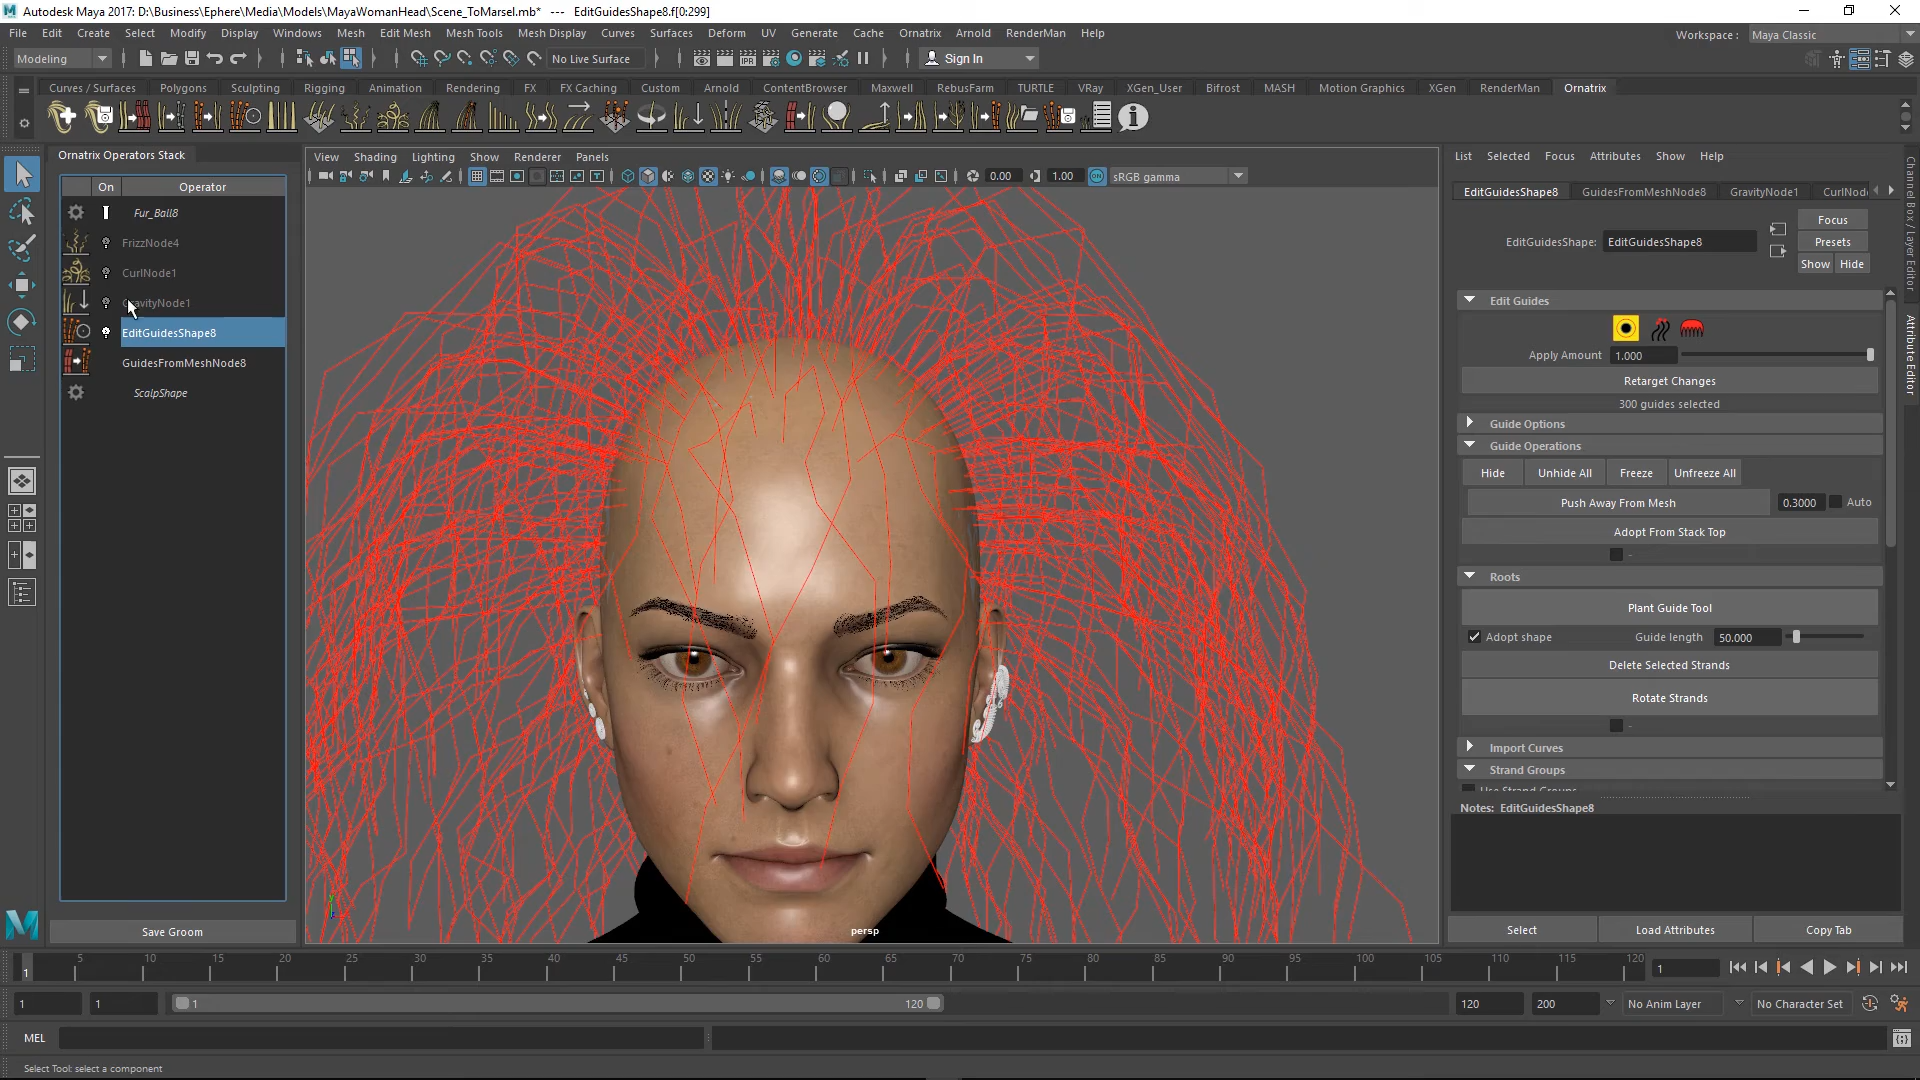 Autodesk Maya 2017: D:\Business\Ephere\Media\Models\MayaWomanHead\Scene_ToMarsel.mb*   ---   EditGuidesShape8.f[0:299]
File Edit Create Select Modify Display Windows Mesh Edit Mesh Mesh Tools Mesh Display Curves Surfaces Deform UV Generate Cache Ornatrix Arnold RenderMan Help
Workspace : Maya Classic
Modeling No Live Surface Sign In
Curves / Surfaces Polygons Sculpting Rigging Animation Rendering FX FX Caching Custom Arnold ContentBrowser Maxwell RebusFarm TURTLE VRay XGen_User Bifrost MASH Motion Graphics XGen RenderMan Ornatrix
Ornatrix Operators Stack
On Operator
Fur_Ball8
FrizzNode4
CurlNode1
GravityNode1
EditGuidesShape8
GuidesFromMeshNode8
ScalpShape
Save Groom
View Shading Lighting Show Renderer Panels
0.00 1.00 ON sRGB gamma
persp
List Selected Focus Attributes Show Help
EditGuidesShape8 GuidesFromMeshNode8 GravityNode1 CurlNod
Focus
EditGuidesShape: EditGuidesShape8 Presets
Show Hide
Edit Guides
Apply Amount 1.000
Retarget Changes
300 guides selected
Guide Options
Guide Operations
Hide Unhide All Freeze Unfreeze All
Push Away From Mesh 0.3000 Auto
Adopt From Stack Top
-
Roots
Plant Guide Tool
Adopt shape Guide length 50.000
Delete Selected Strands
Rotate Strands
-
Import Curves
Strand Groups
Use Strand Groups
Notes: EditGuidesShape8
Select Load Attributes Copy Tab
Channel Box / Layer Editor
Attribute Editor
5 10 15 20 25 30 35 40 45 50 55 60 65 70 75 80 85 90 95 100 105 110 115 120
1 1
1 1 1 120 120 200 No Anim Layer No Character Set
MEL
Select Tool: select a component